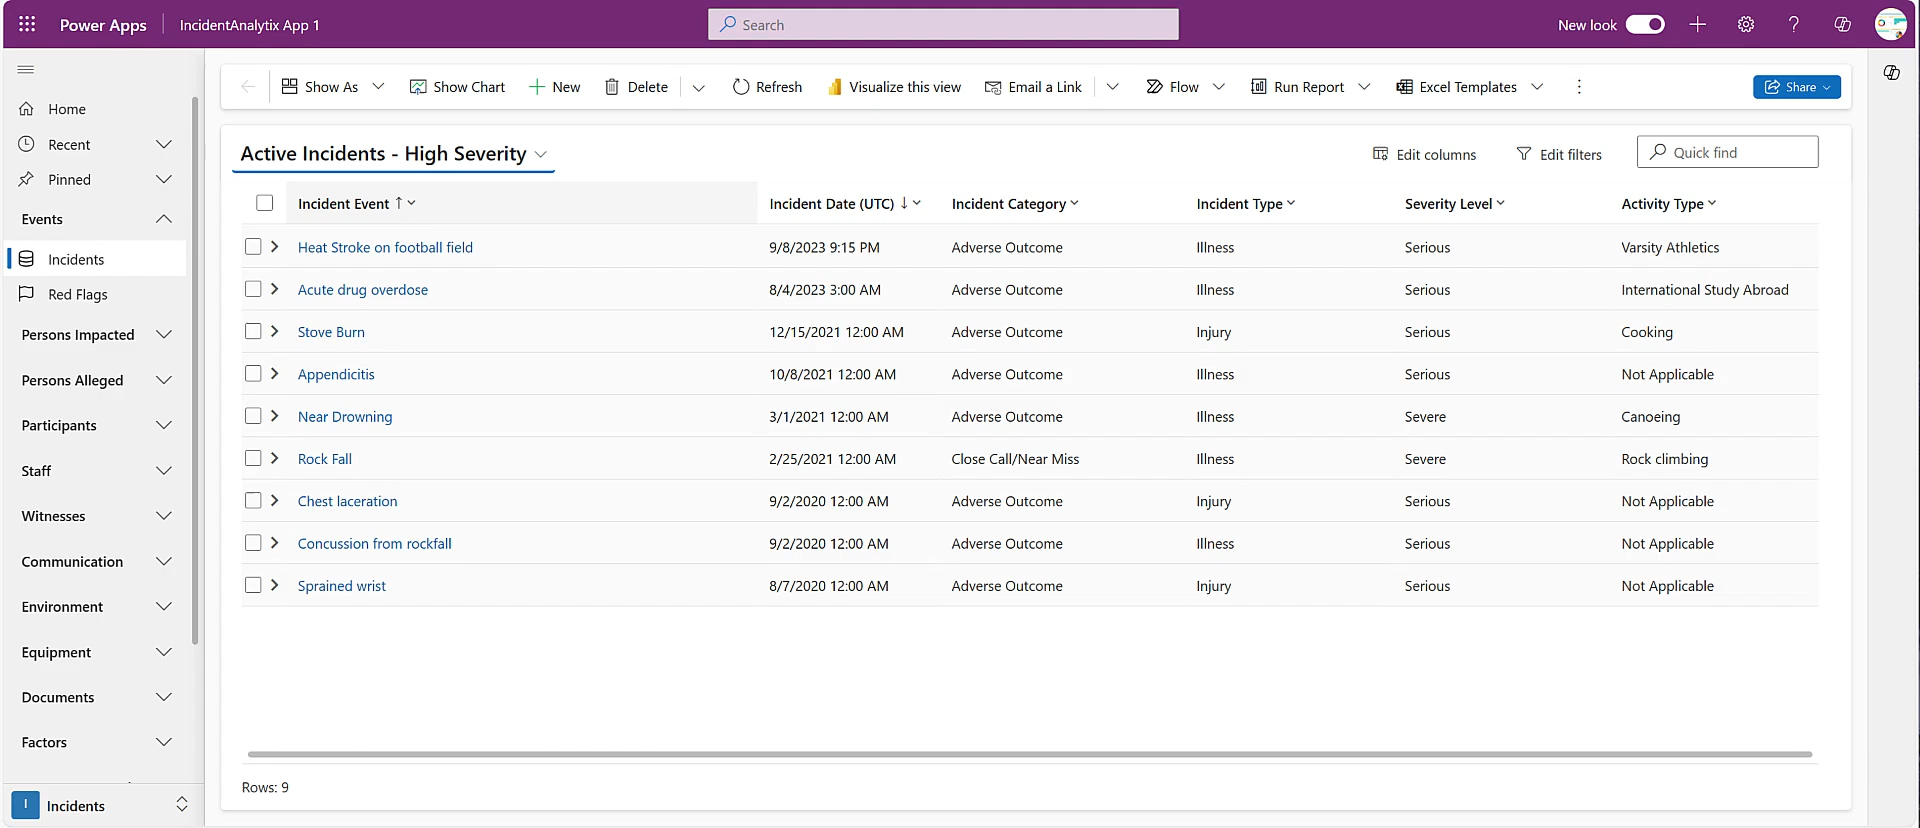 Power Apps IncidentAnalytix App 1 Search New look
Show As Show Chart New Delete Refresh Visualize this view Email a Link Flow Run Report Excel Templates Share
Home
Recent
Pinned
Events
Incidents
Red Flags
Persons Impacted
Persons Alleged
Participants
Staff
Witnesses
Communication
Environment
Equipment
Documents
Factors
I Incidents
Active Incidents - High Severity Edit columns Edit filters Quick find
Incident Event Incident Date (UTC) Incident Category Incident Type Severity Level Activity Type
Heat Stroke on football field 9/8/2023 9:15 PM Adverse Outcome Illness Serious Varsity Athletics
Acute drug overdose 8/4/2023 3:00 AM Adverse Outcome Illness Serious International Study Abroad
Stove Burn 12/15/2021 12:00 AM Adverse Outcome Injury Serious Cooking
Appendicitis 10/8/2021 12:00 AM Adverse Outcome Illness Serious Not Applicable
Near Drowning 3/1/2021 12:00 AM Adverse Outcome Illness Severe Canoeing
Rock Fall 2/25/2021 12:00 AM Close Call/Near Miss Illness Severe Rock climbing
Chest laceration 9/2/2020 12:00 AM Adverse Outcome Injury Serious Not Applicable
Concussion from rockfall 9/2/2020 12:00 AM Adverse Outcome Illness Serious Not Applicable
Sprained wrist 8/7/2020 12:00 AM Adverse Outcome Injury Serious Not Applicable
Rows: 9